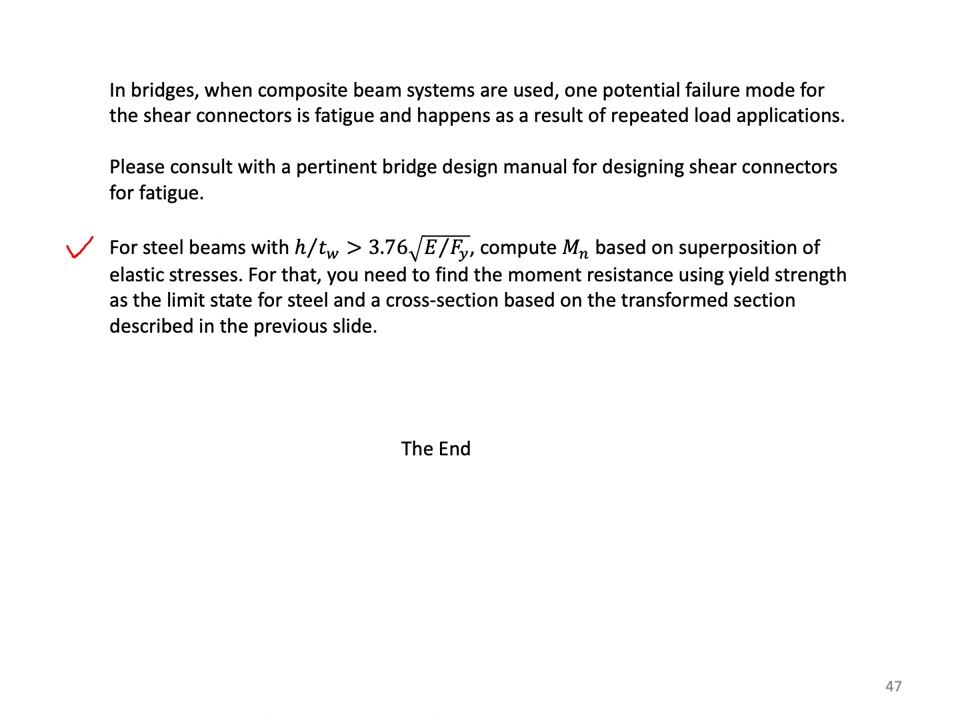 In bridges, when composite beam systems are used, one potential failure mode for
the shear connectors is fatigue and happens as a result of repeated load applications.
Please consult with a pertinent bridge design manual for designing shear connectors
for fatigue.
For steel beams with h/t_w > 3.76√(E/F_y), compute M_n based on superposition of
elastic stresses. For that, you need to find the moment resistance using yield strength
as the limit state for steel and a cross-section based on the transformed section
described in the previous slide.
The End
47